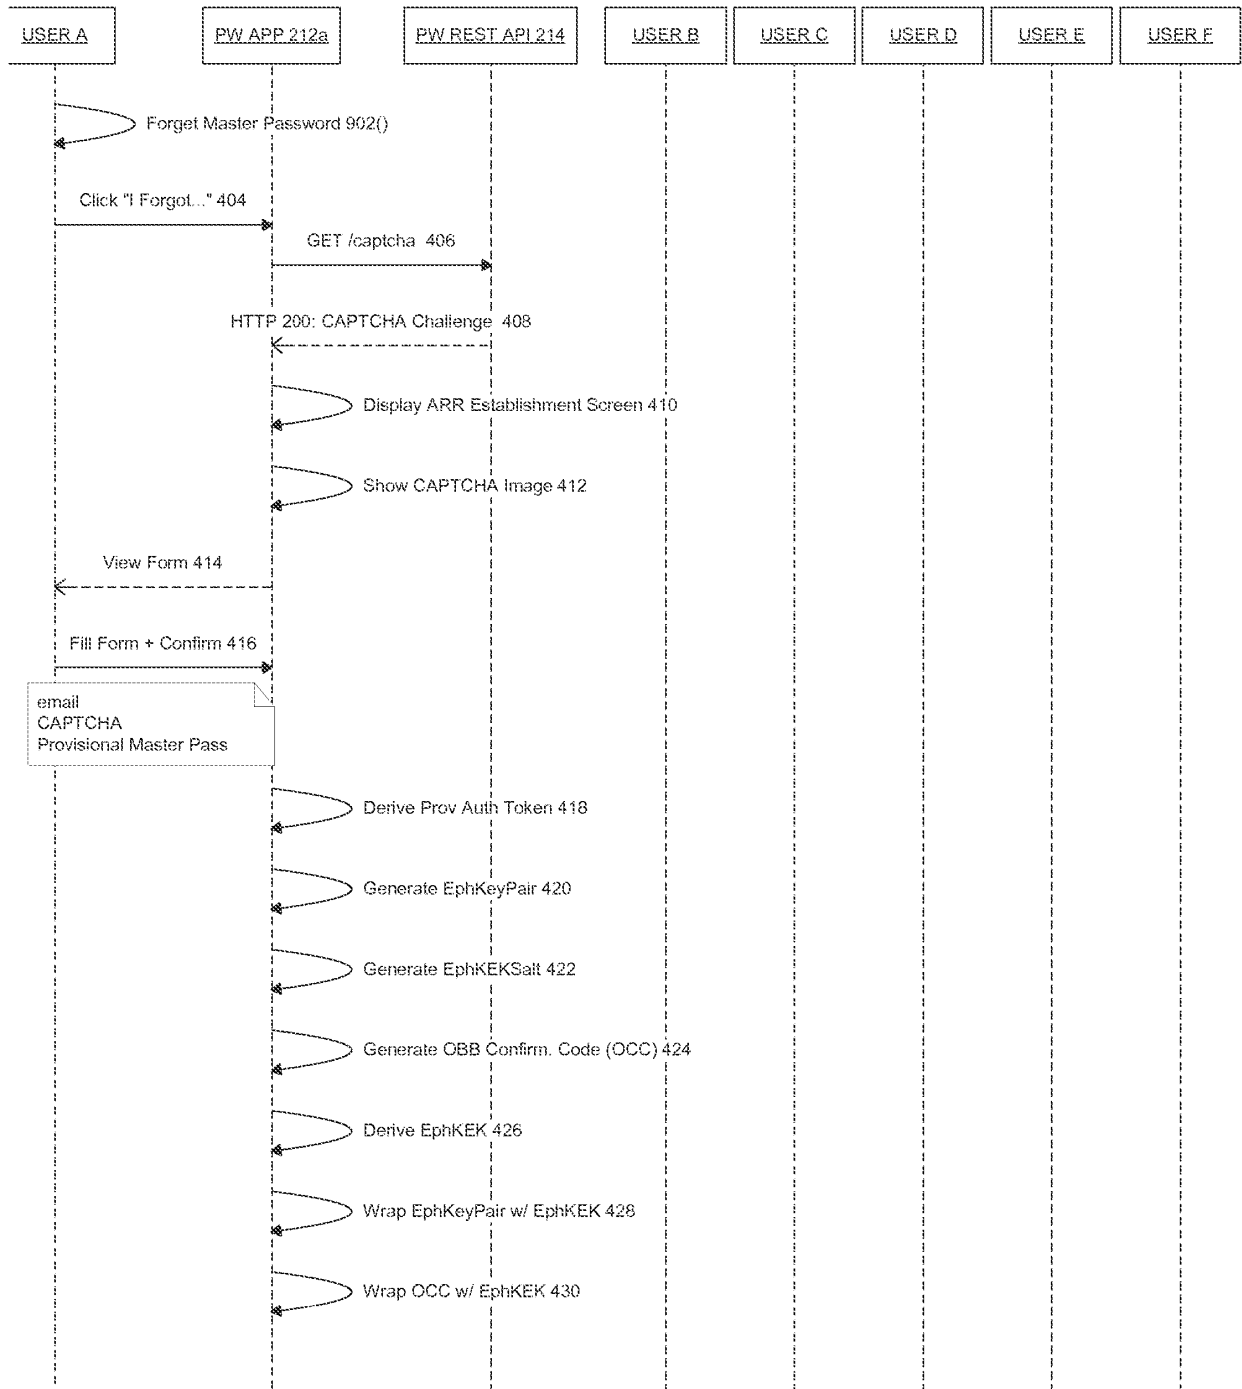 USER A
PW APP 212a
PW REST API 214
USER B
USER C
USER D
USER E
USER F
Forget Master Password 902()
Click "I Forgot..." 404
GET /captcha 406
HTTP 200: CAPTCHA Challenge 408
Display ARR Establishment Screen 410
Show CAPTCHA Image 412
View Form 414
Fill Form + Confirm 416
email
CAPTCHA
Provisional Master Pass
Derive Prov Auth Token 418
Generate EphKeyPair 420
Generate EphKEKSalt 422
Generate OBB Confirm. Code (OCC) 424
Derive EphKEK 426
Wrap EphKeyPair w/ EphKEK 428
Wrap OCC w/ EphKEK 430